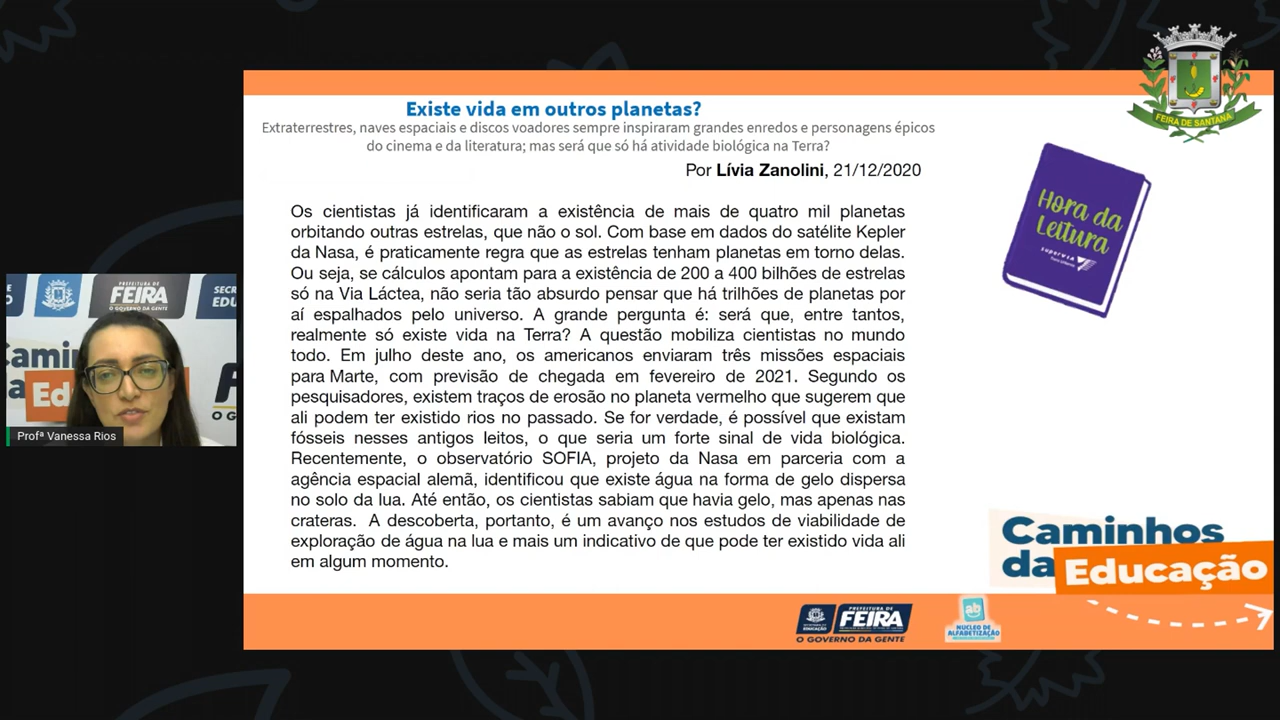 FEIRA DE SANTANA
Existe vida em outros planetas?
Extraterrestres, naves espaciais e discos voadores sempre inspiraram grandes enredos e personagens épicos
do cinema e da literatura; mas será que só há atividade biológica na Terra?
Por Lívia Zanolini, 21/12/2020
Hora da
Leitura
Os cientistas já identificaram a existência de mais de quatro mil planetas
orbitando outras estrelas, que não o sol. Com base em dados do satélite Kepler
da Nasa, é praticamente regra que as estrelas tenham planetas em torno delas.
Ou seja, se cálculos apontam para a existência de 200 a 400 bilhões de estrelas
só na Via Láctea, não seria tão absurdo pensar que há trilhões de planetas por
aí espalhados pelo universo. A grande pergunta é: será que, entre tantos,
realmente só existe vida na Terra? A questão mobiliza cientistas no mundo
todo. Em julho deste ano, os americanos enviaram três missões espaciais
para Marte, com previsão de chegada em fevereiro de 2021. Segundo os
pesquisadores, existem traços de erosão no planeta vermelho que sugerem que
ali podem ter existido rios no passado. Se for verdade, é possível que existam
fósseis nesses antigos leitos, o que seria um forte sinal de vida biológica.
Recentemente, o observatório SOFIA, projeto da Nasa em parceria com a
agência espacial alemã, identificou que existe água na forma de gelo dispersa
no solo da lua. Até então, os cientistas sabiam que havia gelo, mas apenas nas
crateras. A descoberta, portanto, é um avanço nos estudos de viabilidade de
exploração de água na lua e mais um indicativo de que pode ter existido vida ali
em algum momento.
PREFEITURA DE
FEIRA
O GOVERNO DA GENTE
SECR
EDU
Camin
da
Ed
F
O GO
Profª Vanessa Rios
Caminhos
da Educação
PREFEITURA DE
FEIRA
O GOVERNO DA GENTE
ab
NÚCLEO DE
ALFABETIZAÇÃO